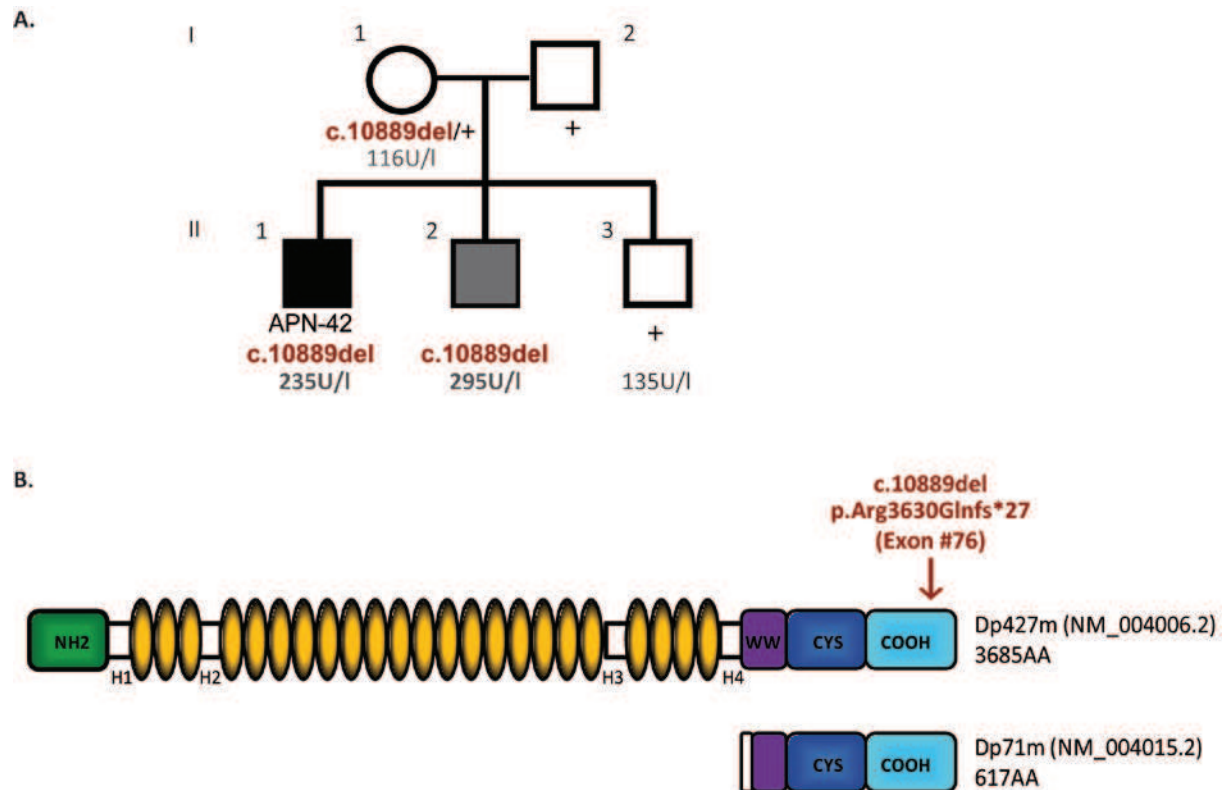 A.
I
1
2
c.10889del/+
116U/l
+
II
1
2
3
APN-42
c.10889del
235U/l
c.10889del
295U/l
+
135U/l
B.
c.10889del
p.Arg3630Glnfs*27
(Exon #76)
NH2
H1
H2
H3
H4
WW
CYS
COOH
Dp427m (NM_004006.2)
3685AA
CYS
COOH
Dp71m (NM_004015.2)
617AA